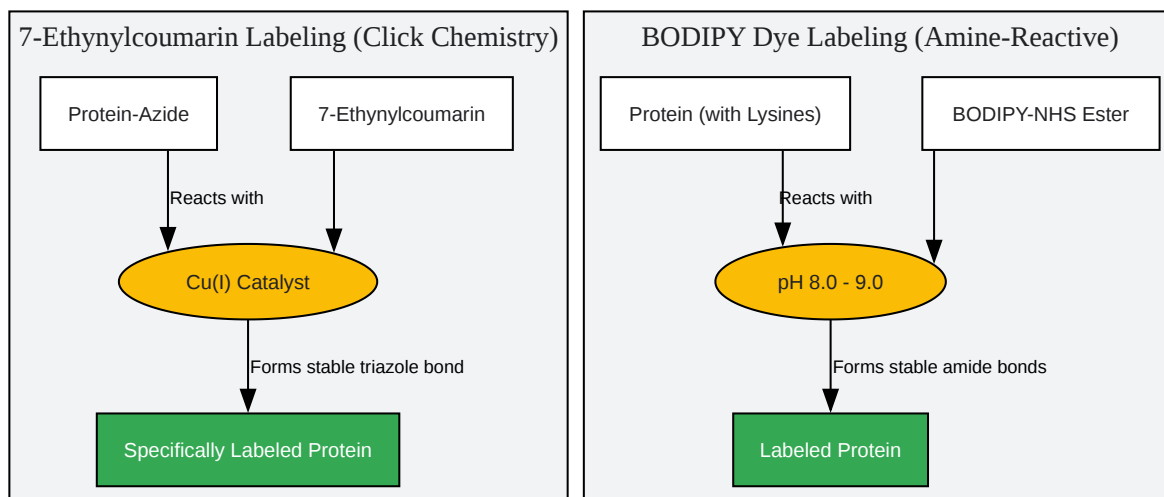 7-Ethynylcoumarin Labeling (Click Chemistry)
Protein-Azide
7-Ethynylcoumarin
Reacts with
Cu(I) Catalyst
Forms stable triazole bond
Specifically Labeled Protein
BODIPY Dye Labeling (Amine-Reactive)
Protein (with Lysines)
BODIPY-NHS Ester
Reacts with
pH 8.0 - 9.0
Forms stable amide bonds
Labeled Protein